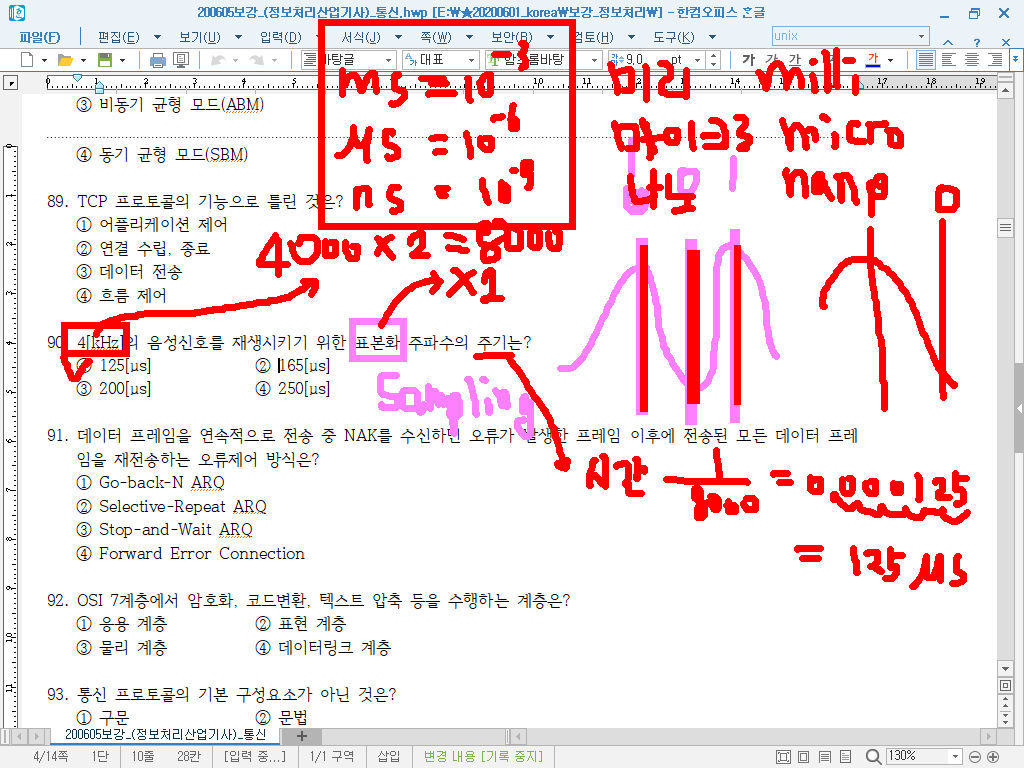 200605보강_(정보처리산업기사)_통신.hwp [E:\★20200601_korea\보강_정보처리\] - 한컴오피스 한글
파일(F) 편집(E) 보기(U) 입력(D) 서식(J) 쪽(W) 보안(B) 검토(H) 도구(K) unix
바탕글 대표 함초롬바탕 9.0 pt 가 가 가 가
ms = 10⁻³ 미리 milli
μs = 10⁻⁶ 마이크로 micro
ns = 10⁻⁹ 나노 nano
③ 비동기 균형 모드(ABM)
④ 동기 균형 모드(SBM)
89. TCP 프로토콜의 기능으로 틀린 것은?
① 어플리케이션 제어
② 연결 수립, 종료
③ 데이터 전송
④ 흐름 제어
4000 × 2 = 8000
×2
90. 4[kHz]의 음성신호를 재생시키기 위한 표본화 주파수의 주기는?
① 125[μs] ② 165[μs]
③ 200[μs] ④ 250[μs]
Sampling
시간 1/8000 = 0.000125
= 125 μs
91. 데이터 프레임을 연속적으로 전송 중 NAK를 수신하면 오류가 발생한 프레임 이후에 전송된 모든 데이터 프레
임을 재전송하는 오류제어 방식은?
① Go-back-N ARQ
② Selective-Repeat ARQ
③ Stop-and-Wait ARQ
④ Forward Error Connection
92. OSI 7계층에서 암호화, 코드변환, 텍스트 압축 등을 수행하는 계층은?
① 응용 계층 ② 표현 계층
③ 물리 계층 ④ 데이터링크 계층
93. 통신 프로토콜의 기본 구성요소가 아닌 것은?
① 구문 ② 문법
200605보강_(정보처리산업기사)_통신
4/14쪽 1단 10줄 28칸 [입력 중...] 1/1 구역 삽입 변경 내용 [기록 중지] 130%